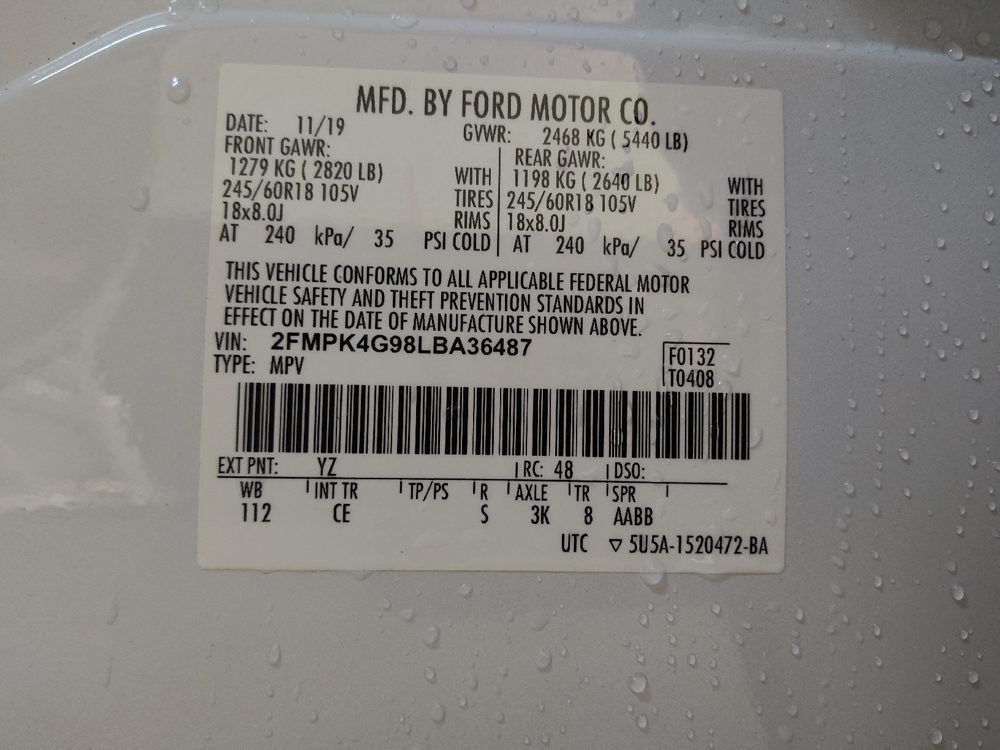 MFD. BY FORD MOTOR CO.
DATE: 11/19 GVWR: 2468 KG ( 5440 LB)
FRONT GAWR: REAR GAWR:
1279 KG ( 2820 LB) WITH 1198 KG ( 2640 LB) WITH
245/60R18 105V TIRES 245/60R18 105V TIRES
18x8.0J RIMS 18x8.0J RIMS
AT 240 kPa/ 35 PSI COLD AT 240 kPa/ 35 PSI COLD
THIS VEHICLE CONFORMS TO ALL APPLICABLE FEDERAL MOTOR
VEHICLE SAFETY AND THEFT PREVENTION STANDARDS IN
EFFECT ON THE DATE OF MANUFACTURE SHOWN ABOVE.
VIN: 2FMPK4G98LBA36487
F0132
TYPE: MPV
T0408
EXT PNT: YZ RC: 48 DSO:
WB INT TR TP/PS R AXLE TR SPR
112 CE S 3K 8 AABB
UTC ▽ 5U5A-1520472-BA